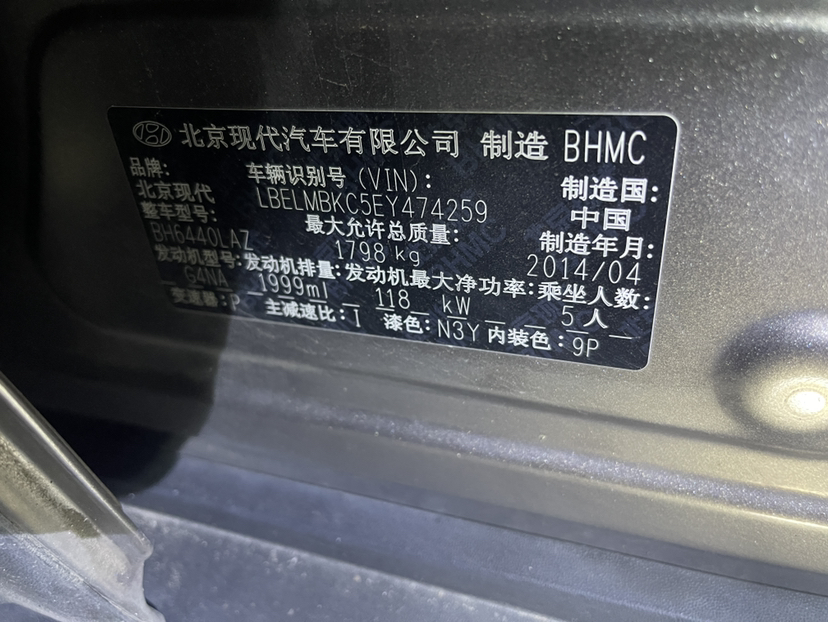 北京现代汽车有限公司 制造 BHMC
品牌: 车辆识别号 (VIN): 制造国:
北京现代 LBELMBKC5EY474259 中国
整车型号: 最大允许总质量: 制造年月:
BH6440LAZ 1798 kg 2014/04
发动机型号: 发动机排量: 发动机最大净功率: 乘坐人数:
G4NA 1999ml 118 kW 5人
变速器: P 主减速比: I 漆色: N3Y 内装色: 9P